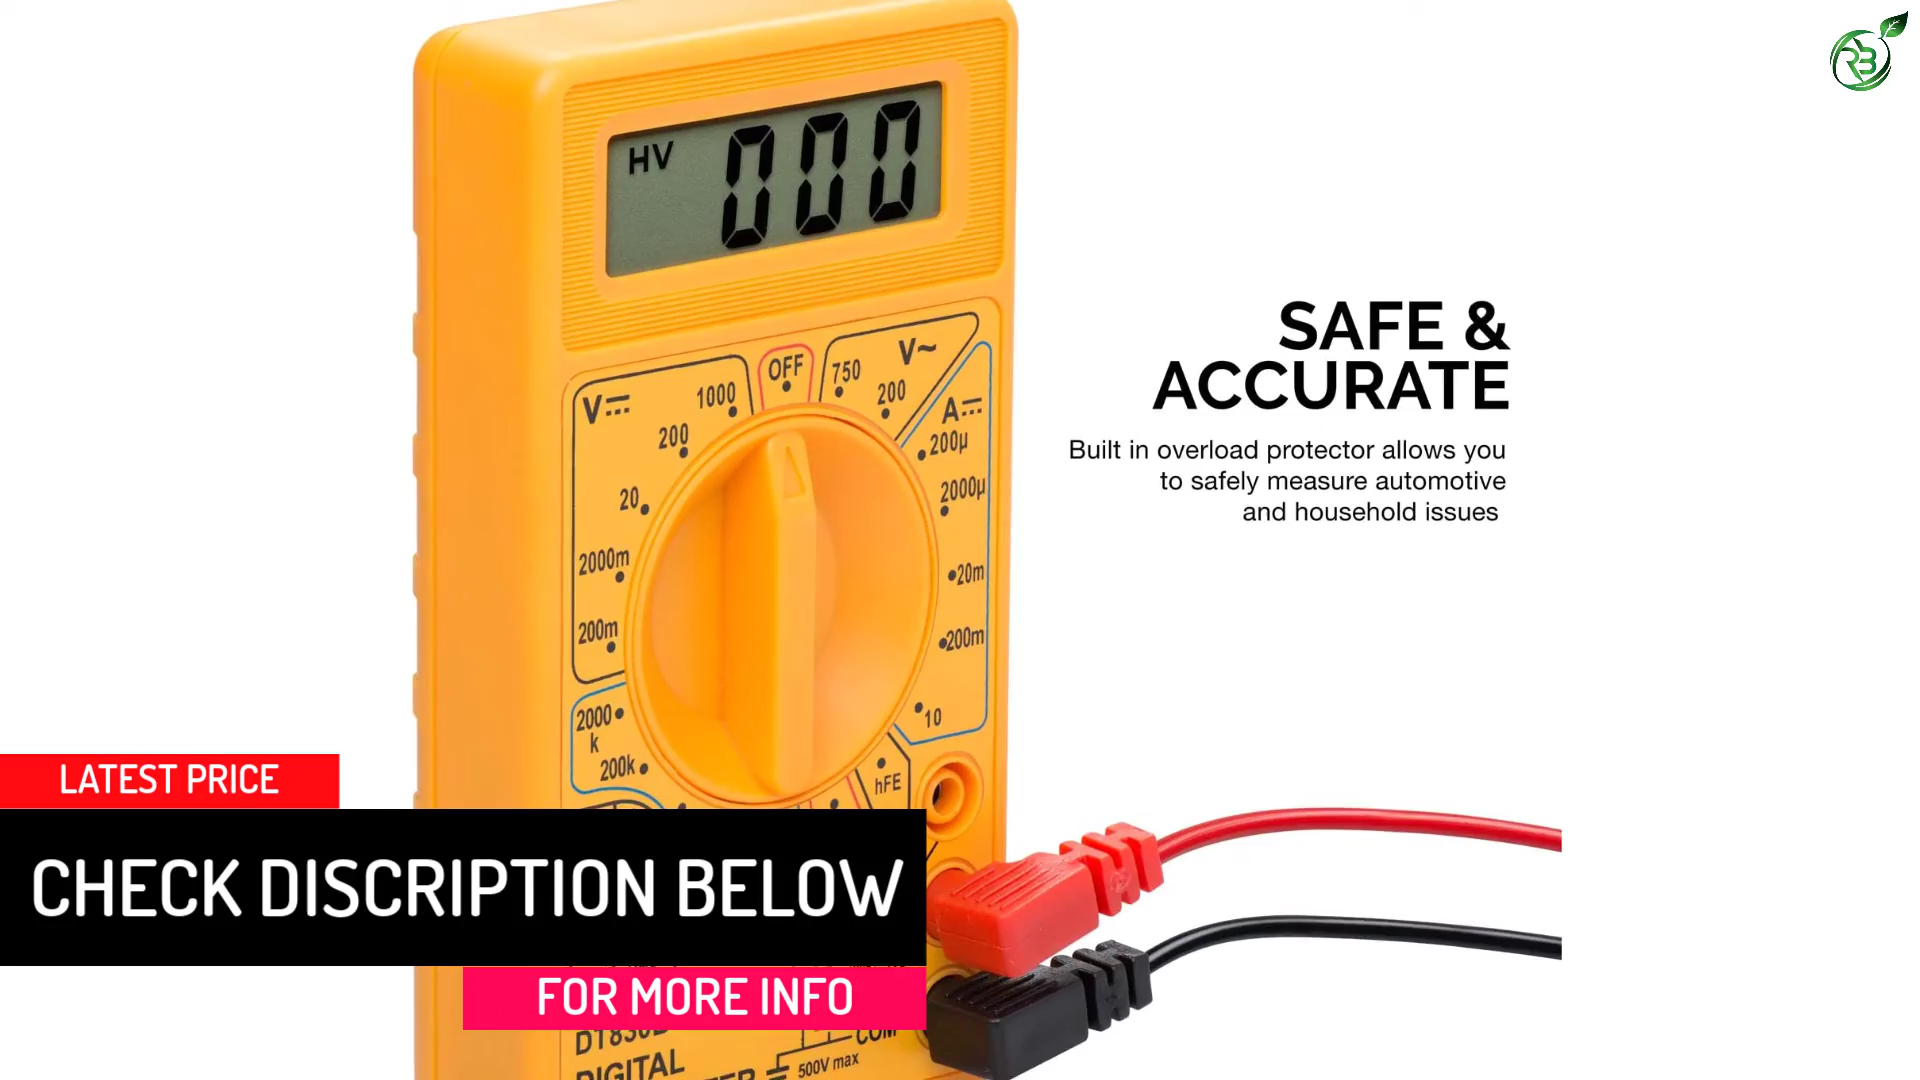 HV 000
OFF
V~
750
200
V
1000
200
20
2000m
200m
A
200µ
2000µ
20m
200m
10
2000
k
200k
hFE
SAFE &
ACCURATE
Built in overload protector allows you
to safely measure automotive
and household issues
LATEST PRICE
CHECK DISCRIPTION BELOW
FOR MORE INFO
COM
DIGITAL
500V max
RB